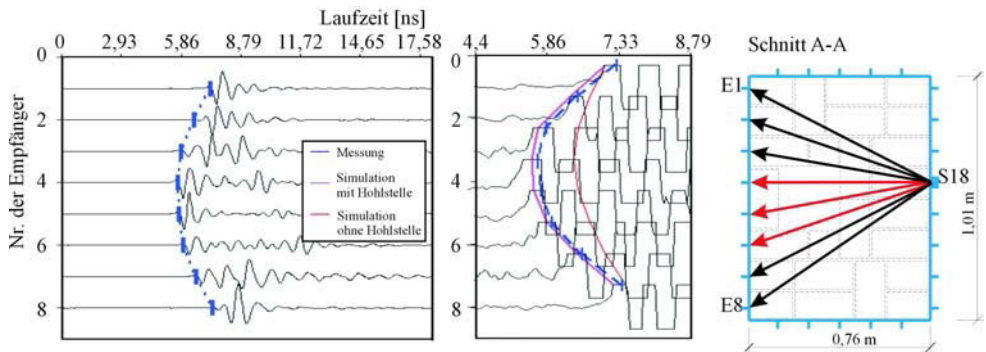 Laufzeit [ns]
0 2,93 5,86 8,79 11,72 14,65 17,58
0
2
4
6
8
Nr. der Empfänger
Messung
Simulation
mit Hohlstelle
Simulation
ohne Hohlstelle
4,4 5,86 7,33 8,79
0
2
4
6
8
Schnitt A-A
E1
S18
E8
1,01 m
0,76 m